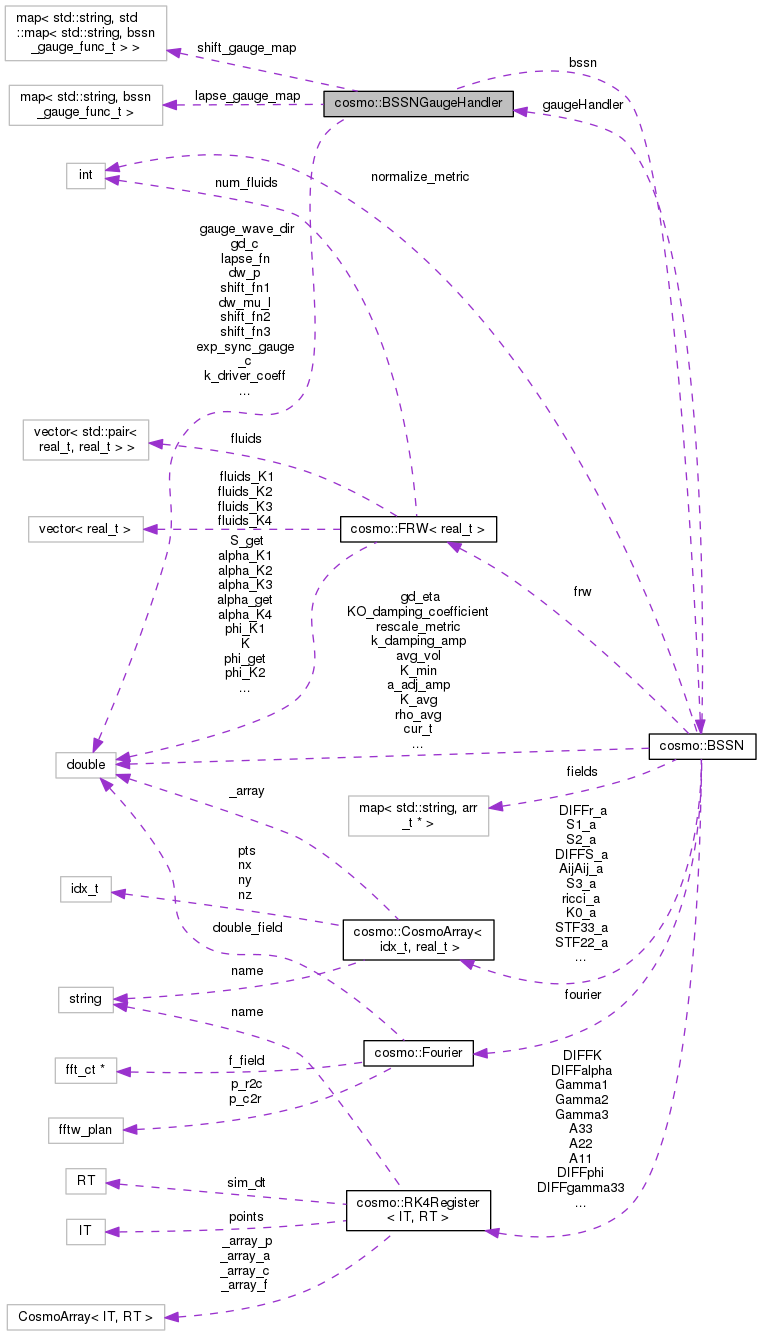 map< std::string, std
::map< std::string, bssn
_gauge_func_t > >
shift_gauge_map
bssn
map< std::string, bssn
_gauge_func_t >
lapse_gauge_map
cosmo::BSSNGaugeHandler
gaugeHandler
int
num_fluids
normalize_metric
gauge_wave_dir
gd_c
lapse_fn
dw_p
shift_fn1
dw_mu_l
shift_fn2
shift_fn3
exp_sync_gauge
_c
k_driver_coeff
...
vector< std::pair<
real_t, real_t > >
fluids
fluids_K1
fluids_K2
fluids_K3
fluids_K4
vector< real_t >
cosmo::FRW< real_t >
S_get
alpha_K1
alpha_K2
alpha_K3
alpha_get
alpha_K4
phi_K1
K
phi_get
phi_K2
...
frw
gd_eta
KO_damping_coefficient
rescale_metric
k_damping_amp
avg_vol
K_min
a_adj_amp
K_avg
rho_avg
cur_t
...
cosmo::BSSN
double
_array
fields
map< std::string, arr
_t * >
DIFFr_a
S1_a
S2_a
DIFFS_a
AijAij_a
S3_a
ricci_a
K0_a
STF33_a
STF22_a
...
pts
nx
ny
nz
idx_t
cosmo::CosmoArray<
idx_t, real_t >
double_field
name
string
name
fourier
cosmo::Fourier
f_field
fft_ct *
p_r2c
p_c2r
fftw_plan
DIFFK
DIFFalpha
Gamma1
Gamma2
Gamma3
A33
A22
A11
DIFFphi
DIFFgamma33
...
RT
sim_dt
cosmo::RK4Register
< IT, RT >
IT
points
_array_p
_array_a
_array_c
_array_f
CosmoArray< IT, RT >